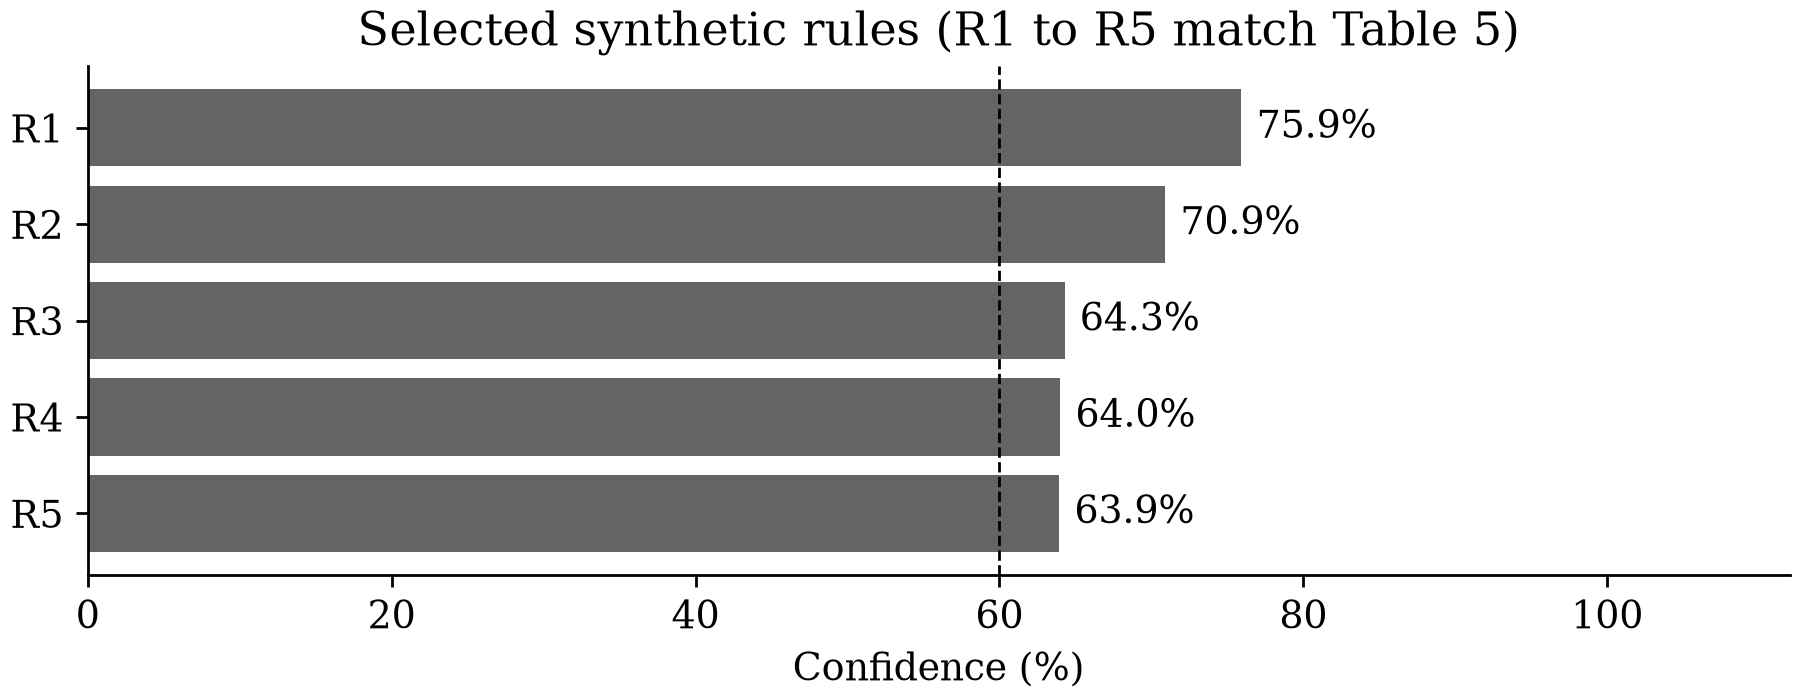 Selected synthetic rules (R1 to R5 match Table 5)
R1
75.9%
R2
70.9%
R3
64.3%
R4
64.0%
R5
63.9%
0 20 40 60 80 100
Confidence (%)